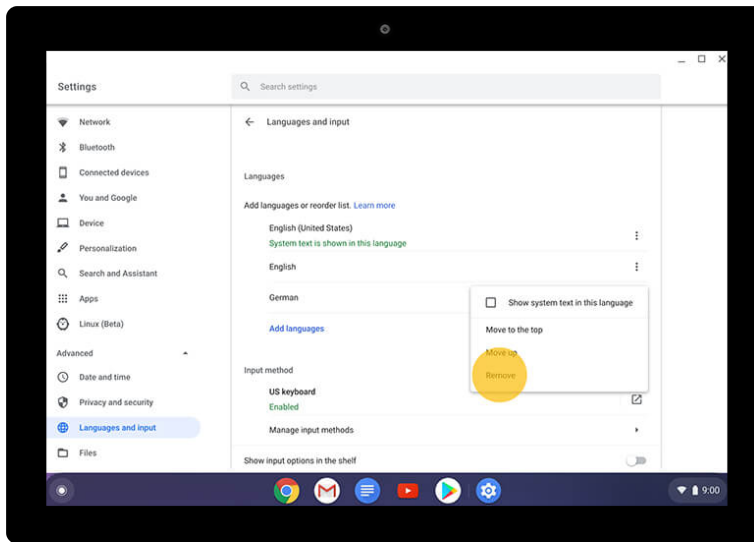 Settings
Search settings
Network
Bluetooth
Connected devices
You and Google
Device
Personalization
Search and Assistant
Apps
Linux (Beta)
Advanced
Date and time
Privacy and security
Languages and input
Files
Languages and input
Languages
Add languages or reorder list. Learn more
English (United States)
System text is shown in this language
English
German
Add languages
Show system text in this language
Move to the top
Move up
Remove
Input method
US keyboard
Enabled
Manage input methods
Show input options in the shelf
9:00